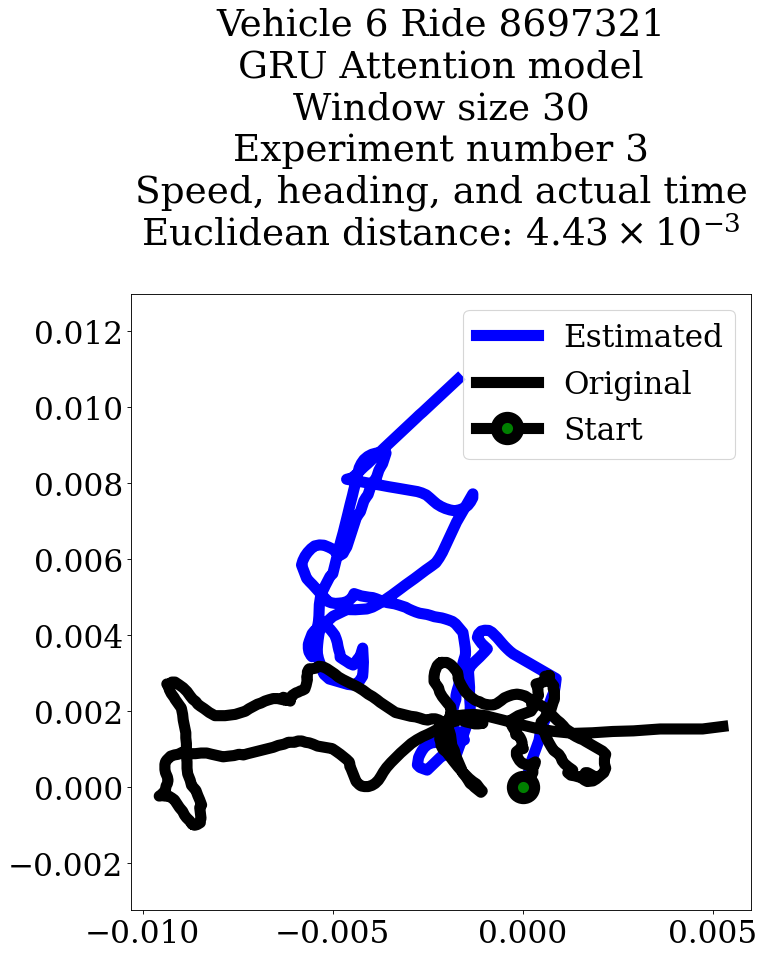 Vehicle 6 Ride 8697321
GRU Attention model
Window size 30
Experiment number 3
Speed, heading, and actual time
Euclidean distance: 4.43 × 10⁻³
Estimated
Original
Start
0.012
0.010
0.008
0.006
0.004
0.002
0.000
−0.002
−0.010 −0.005 0.000 0.005